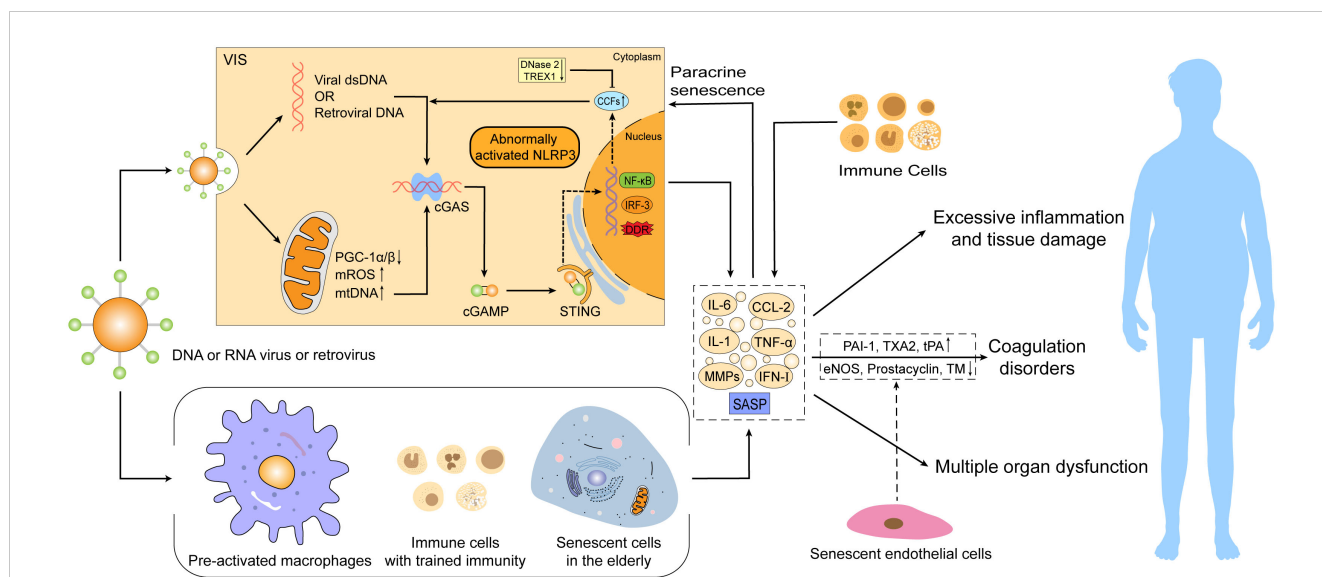 VIS
Cytoplasm
Viral dsDNA
OR
Retroviral DNA
DNase 2
TREX1↓
CCFs↑
Paracrine
senescence
Abnormally
activated NLRP3
Nucleus
NF-κB
IRF-3
DDR
cGAS
PGC-1α/β↓
mROS ↑
mtDNA↑
cGAMP
STING
Immune Cells
DNA or RNA virus or retrovirus
IL-6
CCL-2
IL-1
TNF-α
MMPs
IFN-I
SASP
Excessive inflammation
and tissue damage
PAI-1, TXA2, tPA↑
eNOS, Prostacyclin, TM↓
Coagulation
disorders
Multiple organ dysfunction
Pre-activated macrophages
Immune cells
with trained immunity
Senescent cells
in the elderly
Senescent endothelial cells